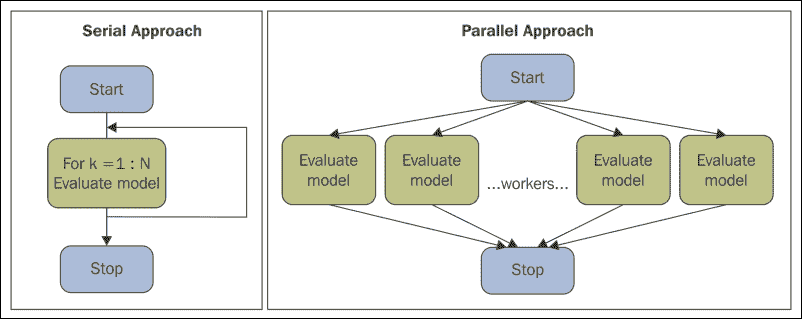 Serial Approach
Start
For k = 1 : N
Evaluate model
Stop
Parallel Approach
Start
Evaluate
model
Evaluate
model
...workers...
Evaluate
model
Evaluate
model
Stop